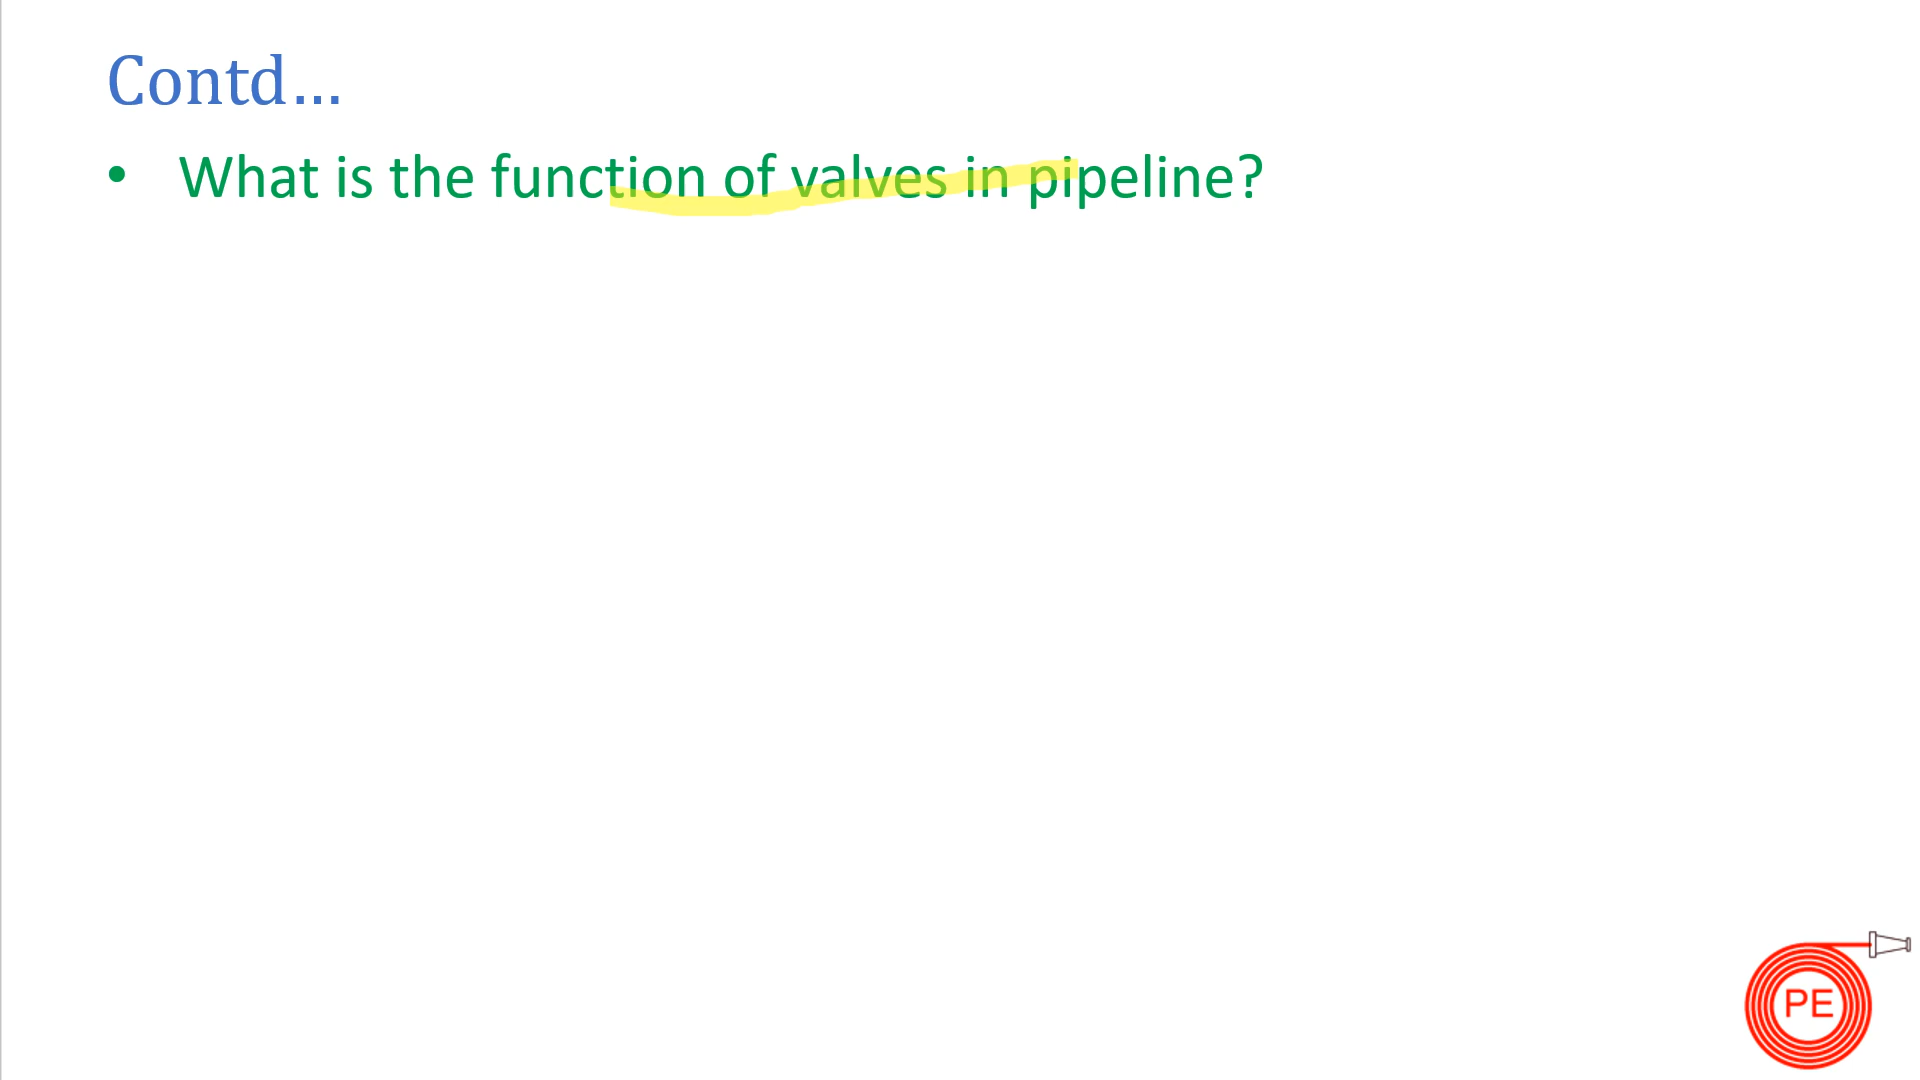 Contd...
• What is the function of valves in pipeline?
PE